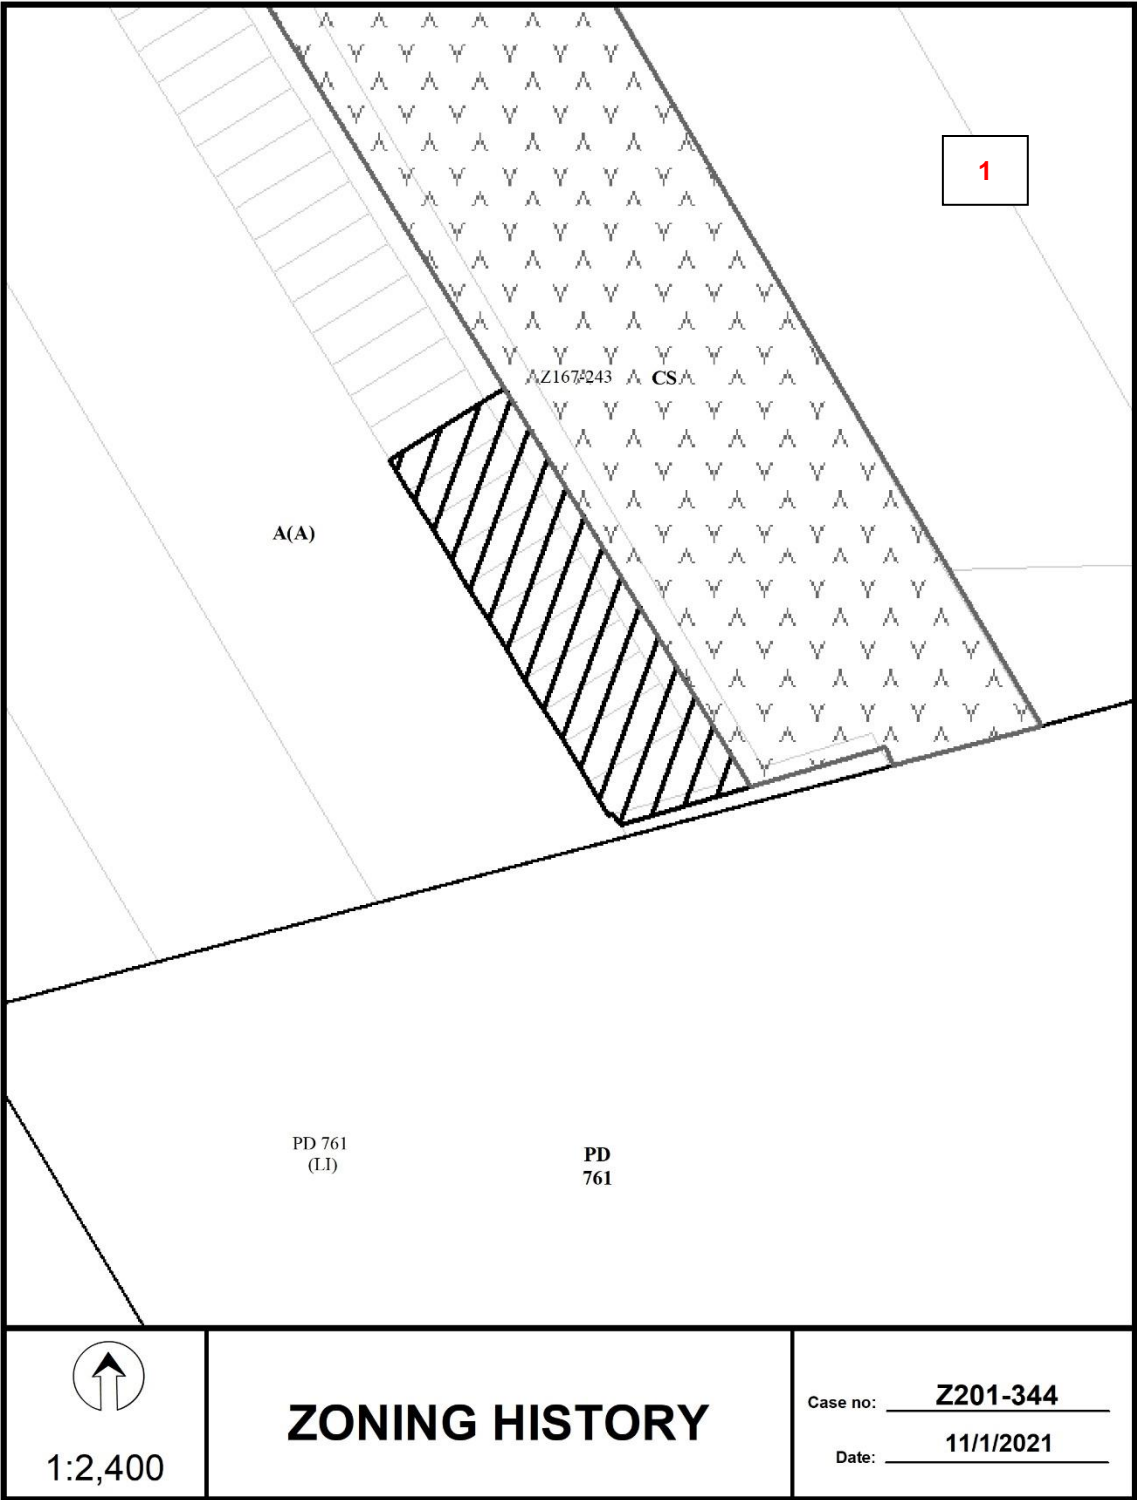 1
Z167-243
CS
A(A)
PD 761
(LI)
PD
761
1:2,400
ZONING HISTORY
Case no: Z201-344
Date: 11/1/2021